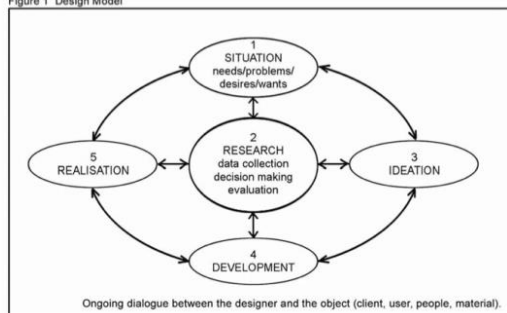 Figure 1 Design Model
1
SITUATION
needs/problems/
desires/wants
2
RESEARCH
data collection
decision making
evaluation
5
REALISATION
3
IDEATION
4
DEVELOPMENT
Ongoing dialogue between the designer and the object (client, user, people, material).